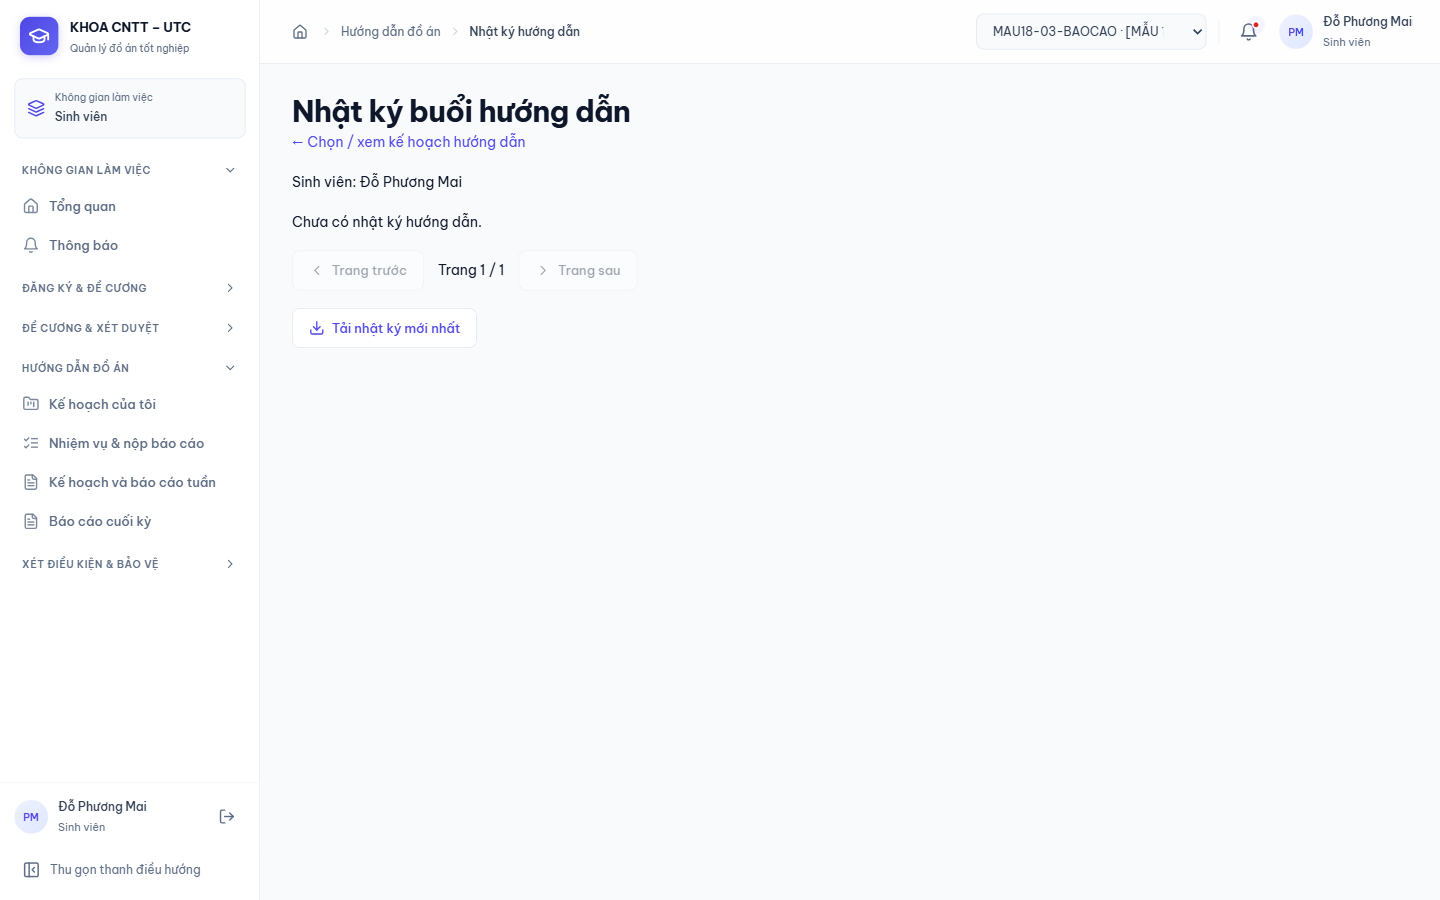 KHOA CNTT – UTC
Quản lý đồ án tốt nghiệp
Không gian làm việc
Sinh viên
KHÔNG GIAN LÀM VIỆC
Tổng quan
Thông báo
ĐĂNG KÝ & ĐỀ CƯƠNG
ĐỀ CƯƠNG & XÉT DUYỆT
HƯỚNG DẪN ĐỒ ÁN
Kế hoạch của tôi
Nhiệm vụ & nộp báo cáo
Kế hoạch và báo cáo tuần
Báo cáo cuối kỳ
XÉT ĐIỀU KIỆN & BẢO VỆ
PM
Đỗ Phương Mai
Sinh viên
Thu gọn thanh điều hướng
Hướng dẫn đồ án
Nhật ký hướng dẫn
MAU18-03-BAOCAO · [MẪU
PM
Đỗ Phương Mai
Sinh viên
Nhật ký buổi hướng dẫn
← Chọn / xem kế hoạch hướng dẫn
Sinh viên: Đỗ Phương Mai
Chưa có nhật ký hướng dẫn.
Trang trước
Trang 1 / 1
Trang sau
Tải nhật ký mới nhất